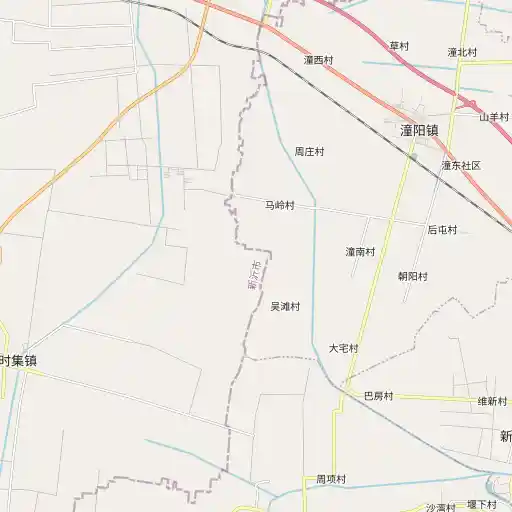 草村
潼北村
潼西村
山羊村
潼阳镇
周庄村
潼东社区
马岭村
后屯村
潼南村
新沂市
朝阳村
吴滩村
大宅村
时集镇
巴房村
维新村
新
周项村
沙湾村
堰下村